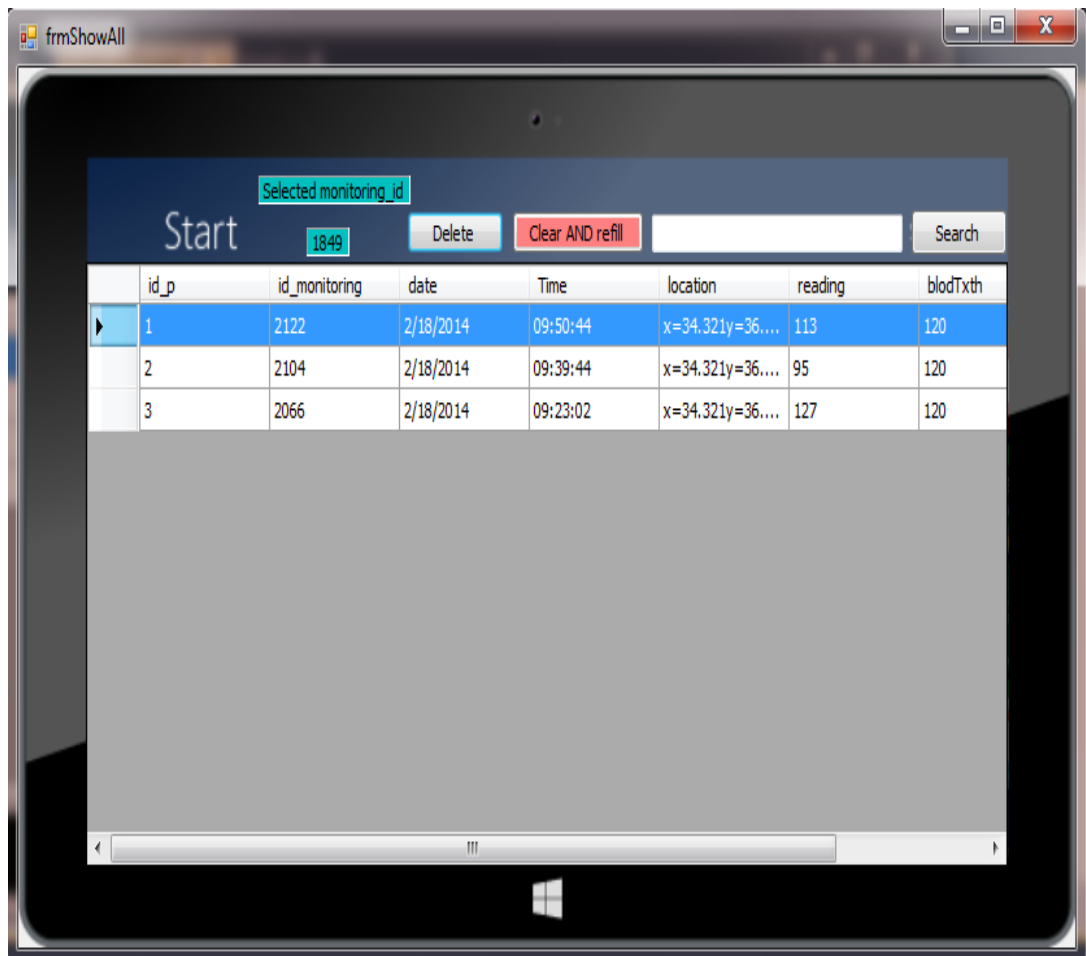 frmShowAll
Selected monitoring_id
Start 1849 Delete Clear AND refill Search
id_p id_monitoring date Time location reading blodTxth
1 2122 2/18/2014 09:50:44 x=34.321y=36.... 113 120
2 2104 2/18/2014 09:39:44 x=34.321y=36.... 95 120
3 2066 2/18/2014 09:23:02 x=34.321y=36.... 127 120